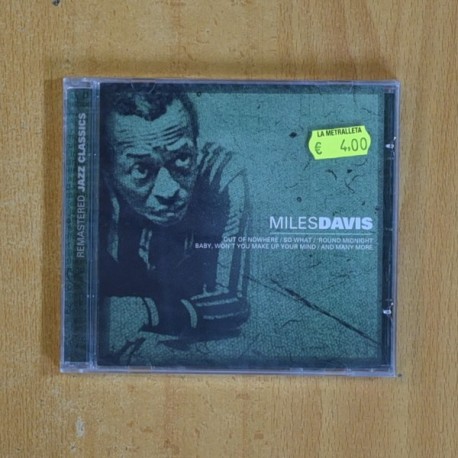 REMASTERED JAZZ CLASSICS
LA METRALLETA
€ 4.00
MILESDAVIS
OUT OF NOWHERE / SO WHAT / 'ROUND MIDNIGHT
BABY, WON'T YOU MAKE UP YOUR MIND / AND MANY MORE